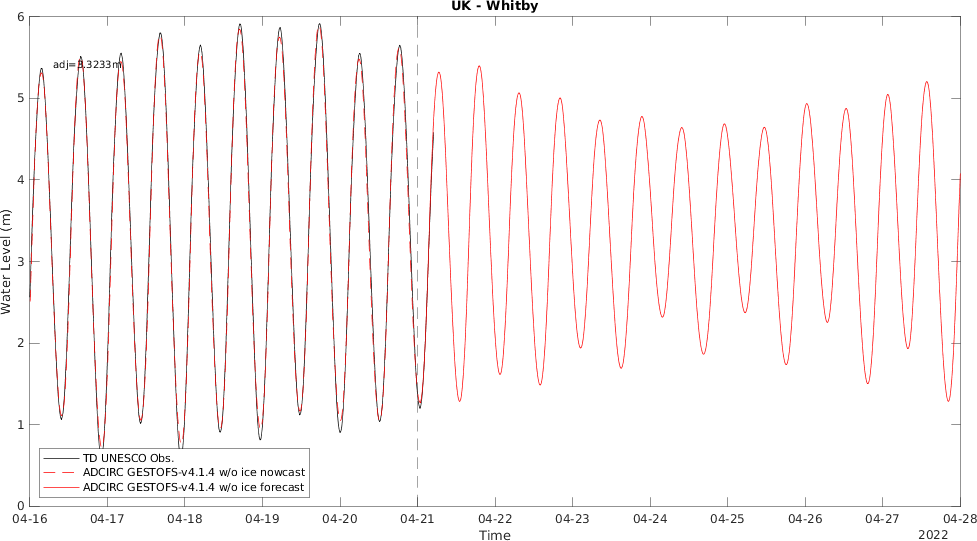 UK - Whitby
6
5
4
3
2
1
0
Water Level (m)
adj=3.3233m
TD UNESCO Obs.
ADCIRC GESTOFS-v4.1.4 w/o ice nowcast
ADCIRC GESTOFS-v4.1.4 w/o ice forecast
04-16 04-17 04-18 04-19 04-20 04-21 04-22 04-23 04-24 04-25 04-26 04-27 04-28
Time
2022